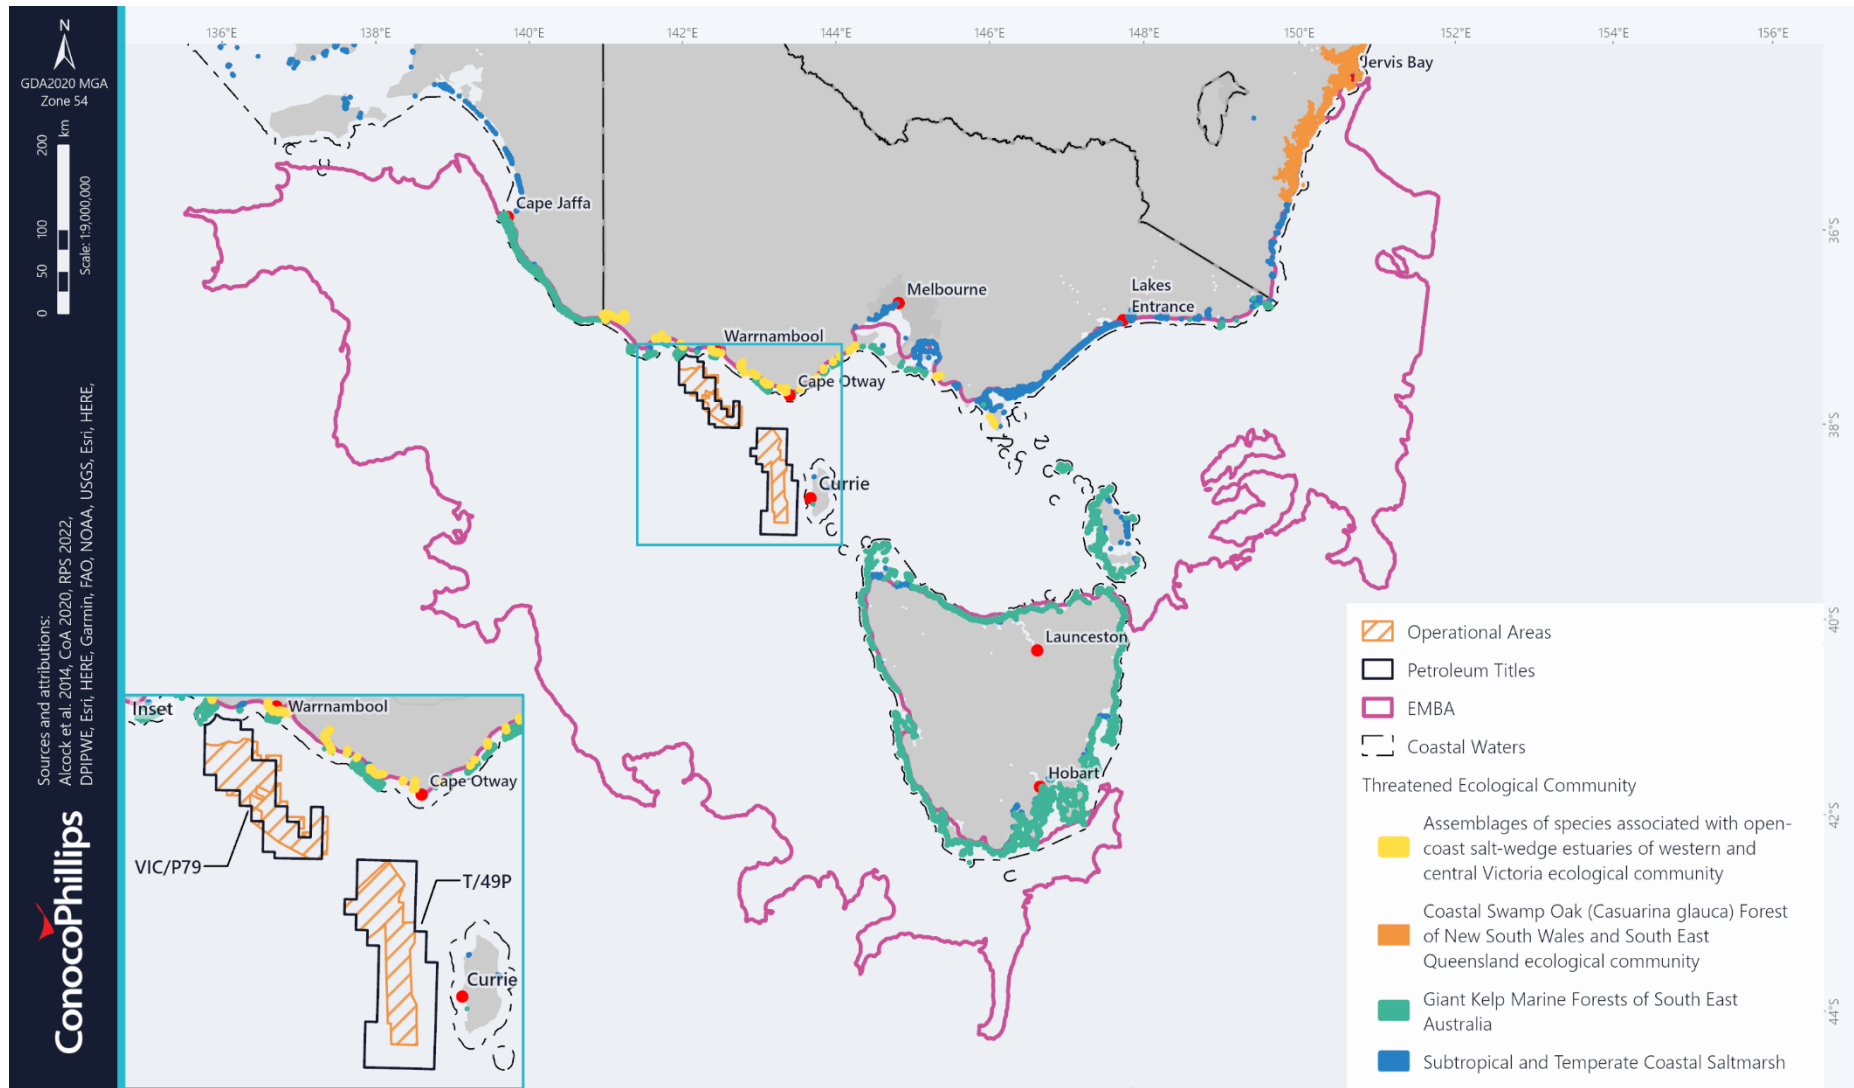 N
GDA2020 MGA
Zone 54
0 50 100 200
km
Scale: 1:9,000,000
Sources and attributions:
Alcock et al. 2014, CoA 2020, RPS 2022,
DPIPWE, Esri, HERE, Garmin, FAO, NOAA, USGS, Esri, HERE,
ConocoPhillips
136°E 138°E 140°E 142°E 144°E 146°E 148°E 150°E 152°E 154°E 156°E
36°S
38°S
40°S
42°S
44°S
Jervis Bay
Cape Jaffa
Melbourne
Lakes
Entrance
Warrnambool
Cape Otway
Currie
Launceston
Hobart
Inset
Warrnambool
Cape Otway
VIC/P79
T/49P
Currie
Operational Areas
Petroleum Titles
EMBA
Coastal Waters
Threatened Ecological Community
Assemblages of species associated with open-
coast salt-wedge estuaries of western and
central Victoria ecological community
Coastal Swamp Oak (Casuarina glauca) Forest
of New South Wales and South East
Queensland ecological community
Giant Kelp Marine Forests of South East
Australia
Subtropical and Temperate Coastal Saltmarsh